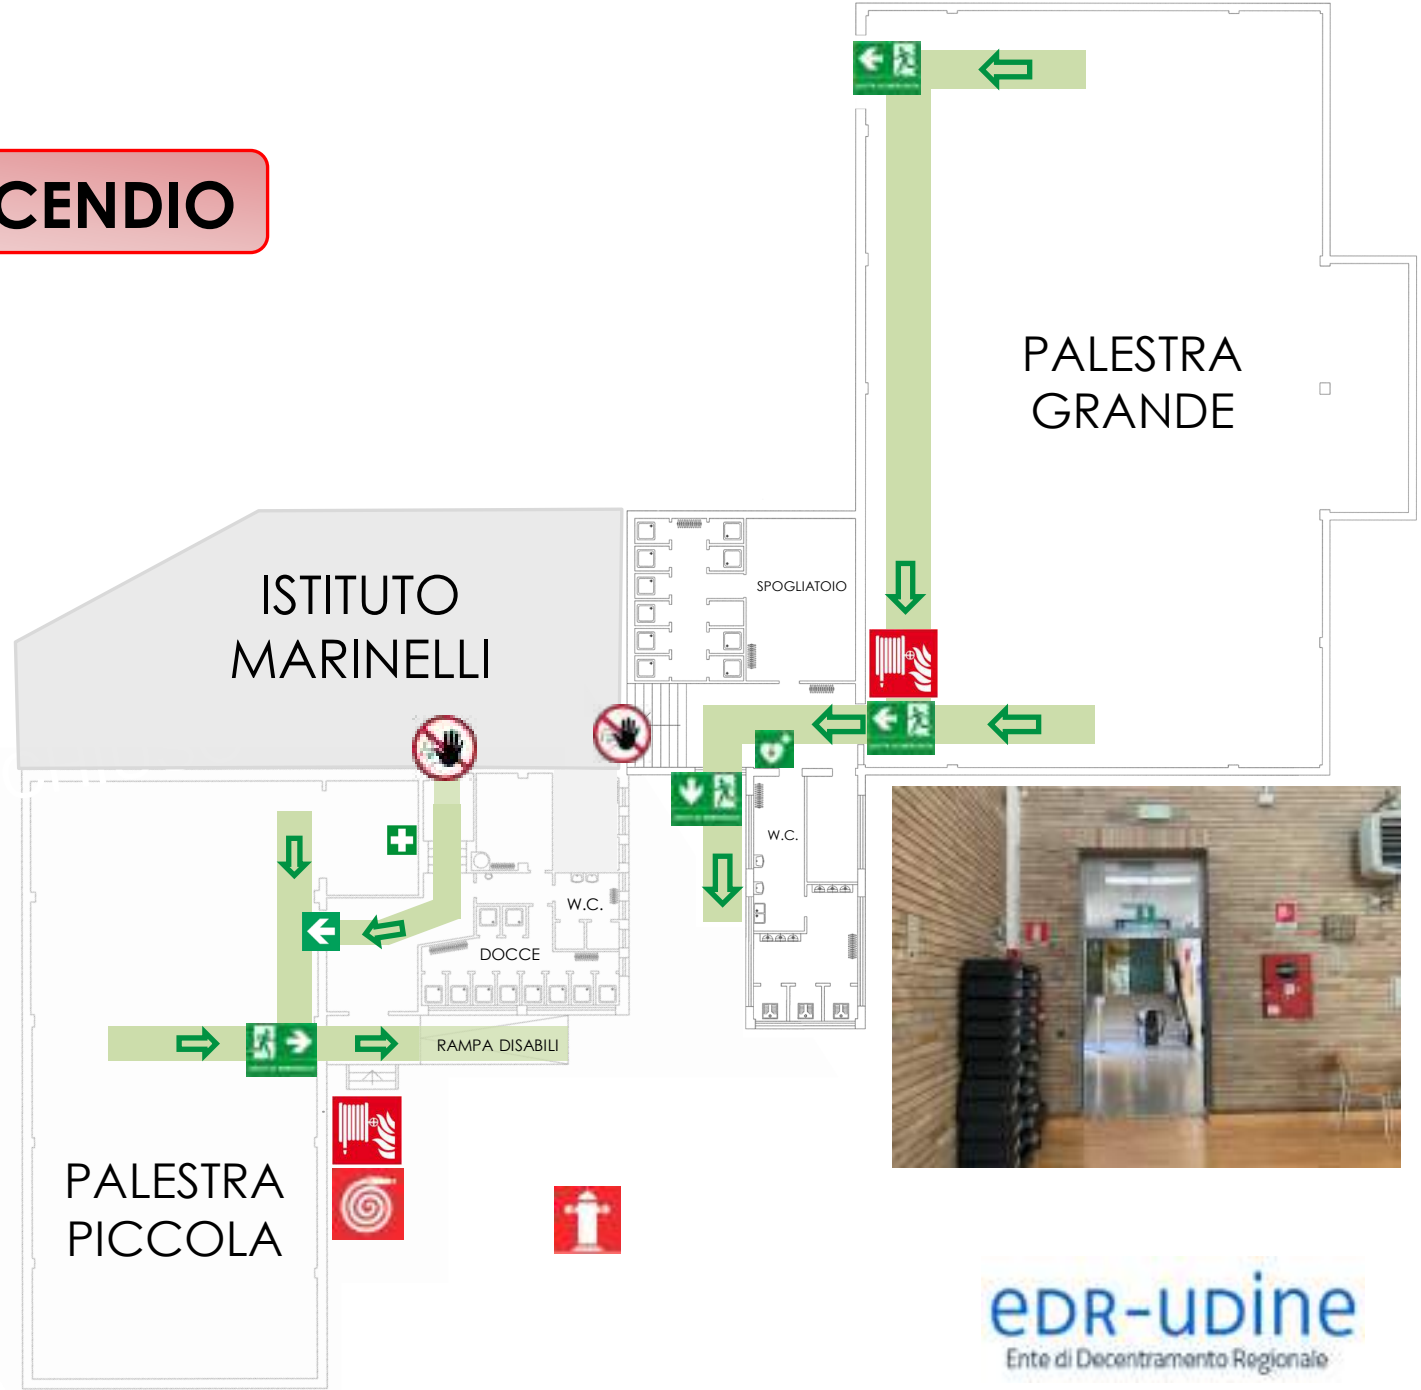 CENDIO
PALESTRA
GRANDE
ISTITUTO
MARINELLI
SPOGLIATOIO
W.C.
W.C.
DOCCE
RAMPA DISABILI
PALESTRA
PICCOLA
eDR-UDine
Ente di Decentramento Regionale